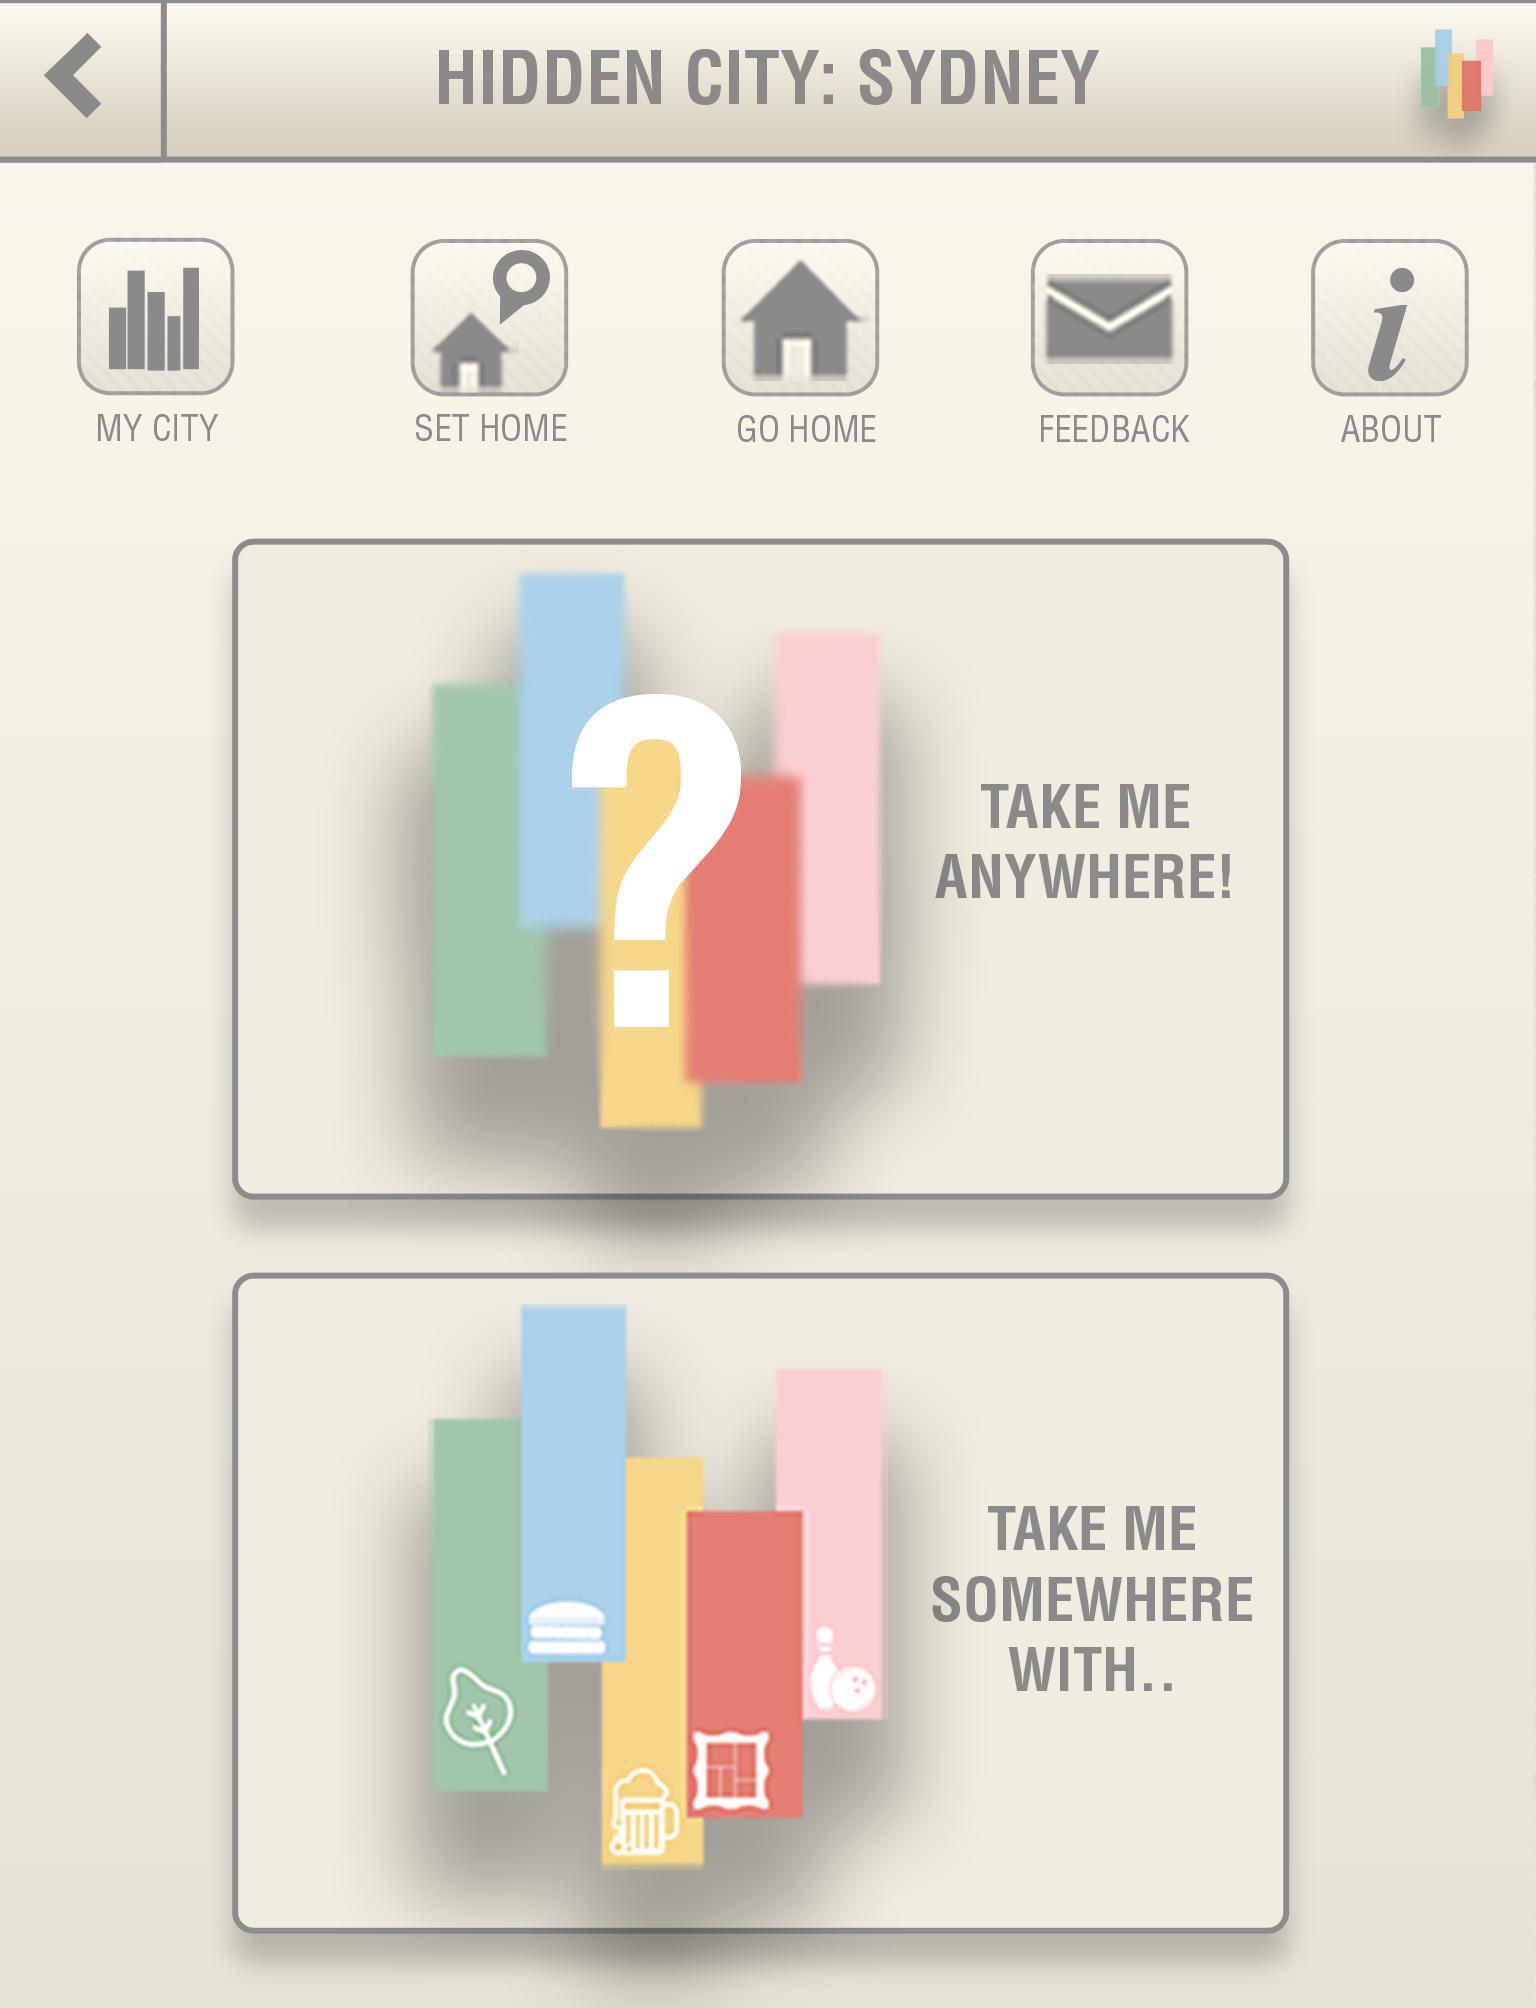 HIDDEN CITY: SYDNEY
MY CITY
SET HOME
GO HOME
FEEDBACK
ABOUT
?
TAKE ME
ANYWHERE!
TAKE ME
SOMEWHERE
WITH..